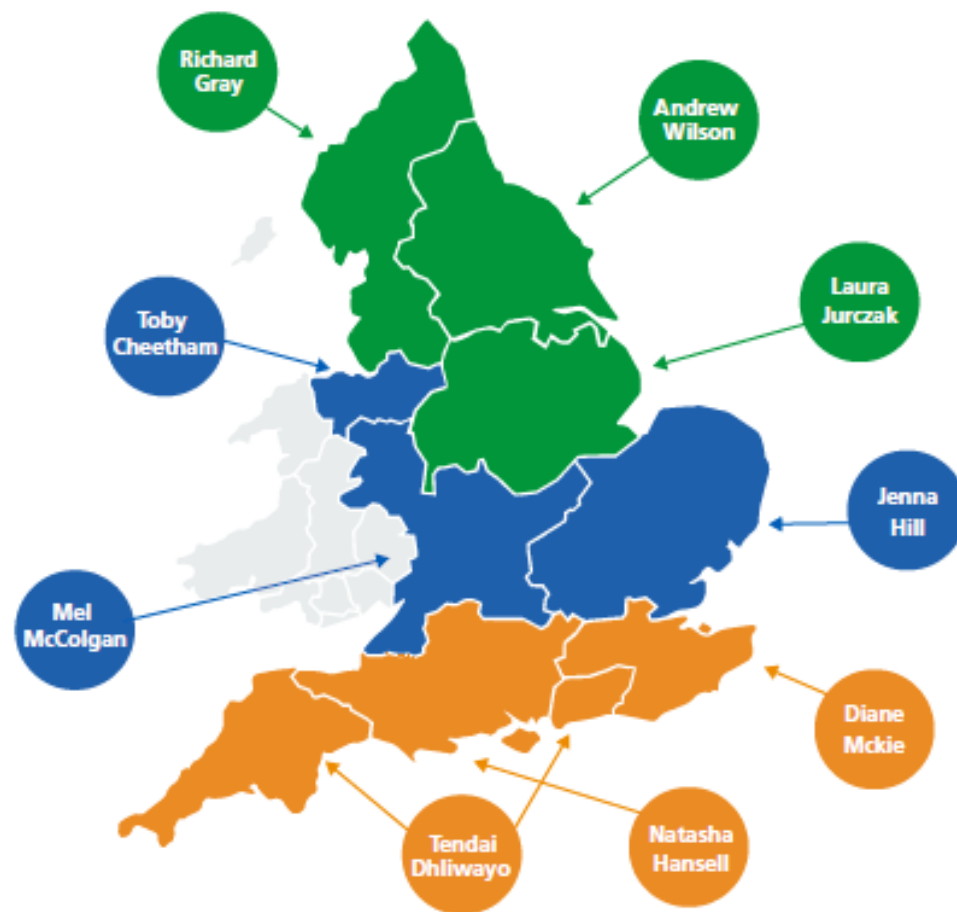 Richard
Gray
Andrew
Wilson
Laura
Jurczak
Toby
Cheetham
Jenna
Hill
Mel
McColgan
Diane
Mckie
Tendai
Dhliwayo
Natasha
Hansell